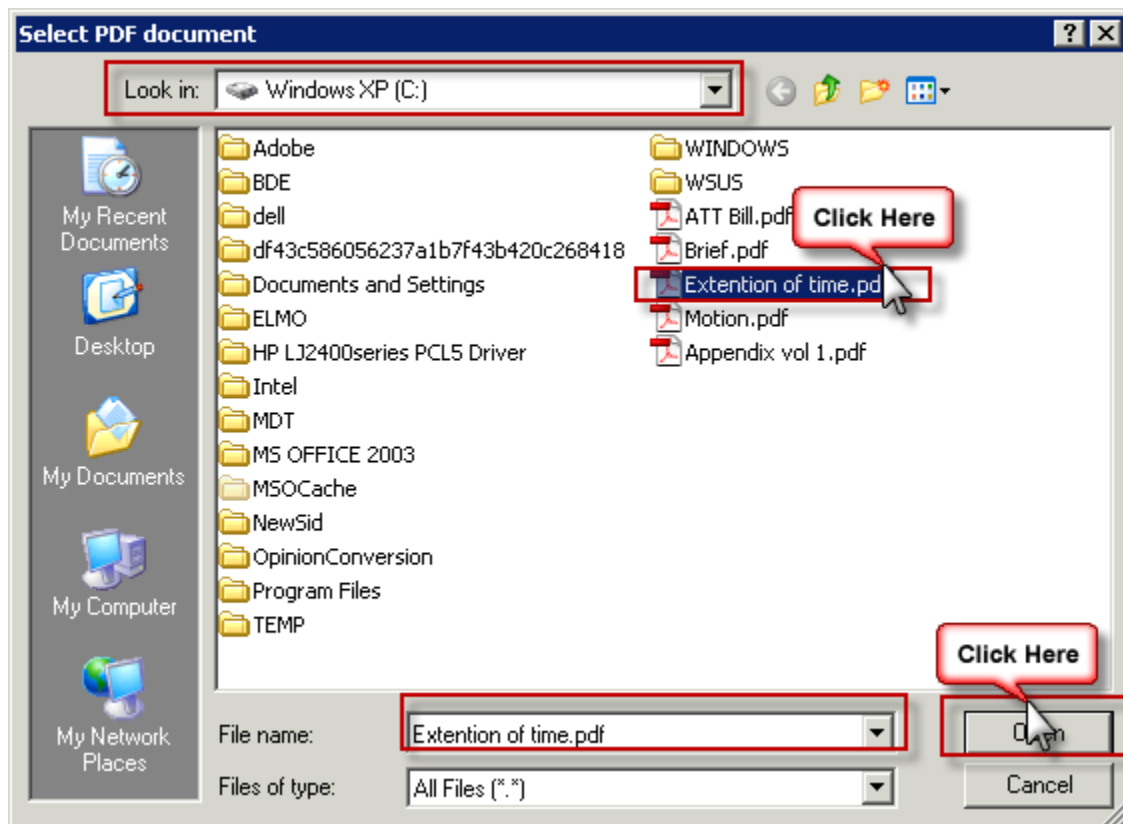 Select PDF document
Look in: Windows XP (C:)
My Recent
Documents
Desktop
My Documents
My Computer
My Network
Places
Adobe
BDE
dell
df43c586056237a1b7f43b420c268418
Documents and Settings
ELMO
HP LJ2400series PCL5 Driver
Intel
MDT
MS OFFICE 2003
MSOCache
NewSid
OpinionConversion
Program Files
TEMP
WINDOWS
WSUS
ATT Bill.pdf
Click Here
Brief.pdf
Extention of time.pd
Motion.pdf
Appendix vol 1.pdf
Click Here
File name: Extention of time.pdf
Files of type: All Files (*.*)
Cancel